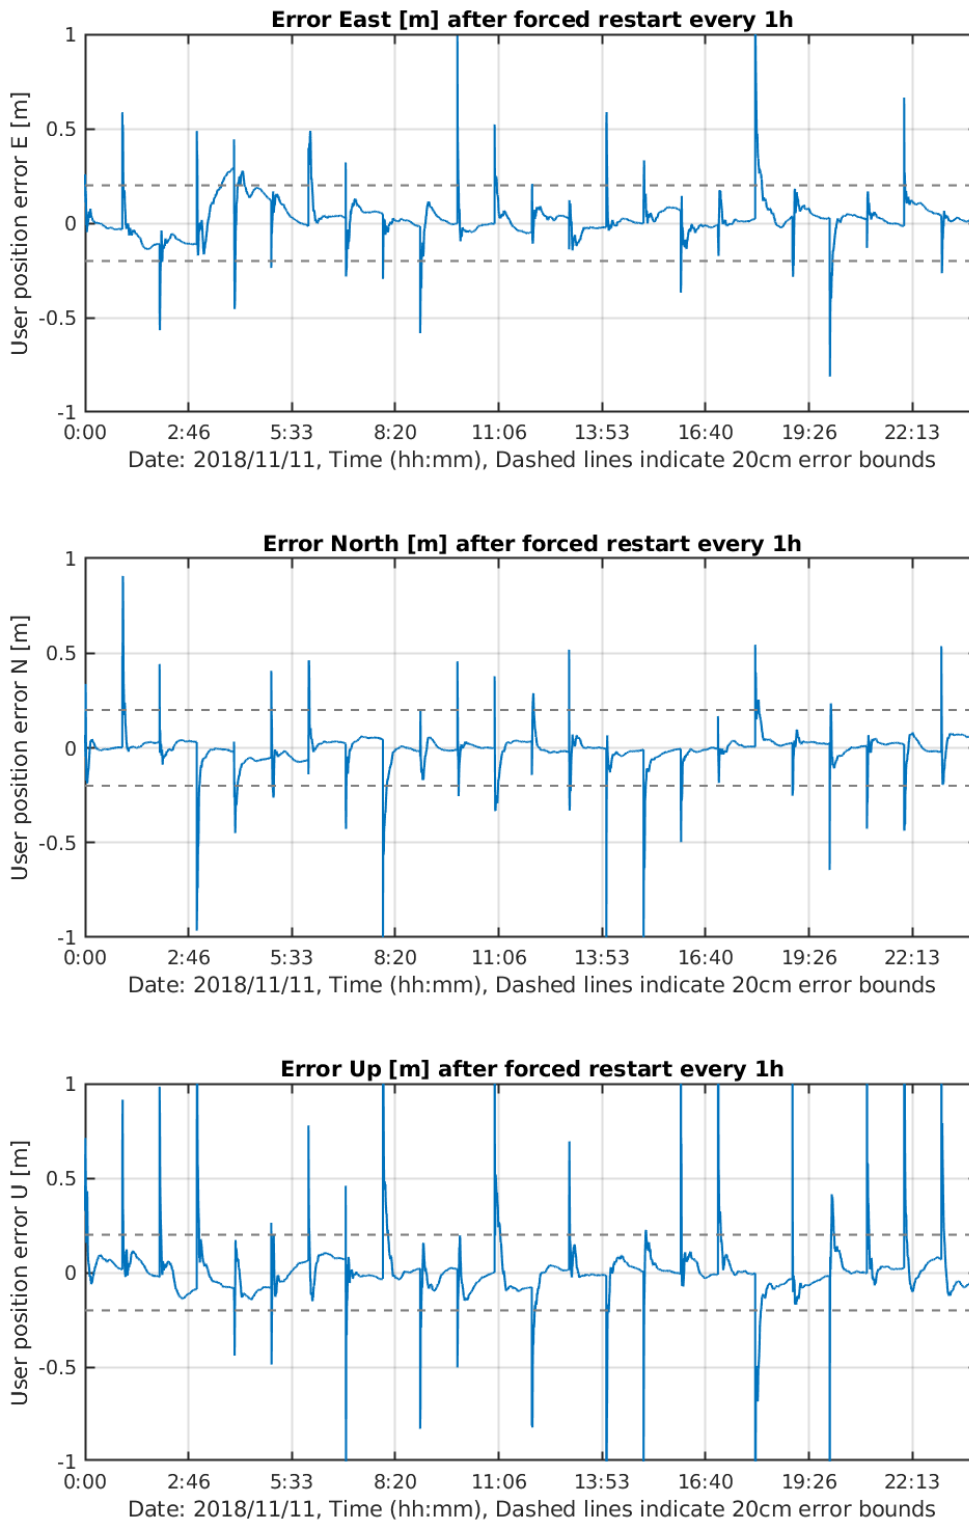 Error East [m] after forced restart every 1h
User position error E [m]
1
0.5
0
-0.5
-1
0:00 2:46 5:33 8:20 11:06 13:53 16:40 19:26 22:13
Date: 2018/11/11, Time (hh:mm), Dashed lines indicate 20cm error bounds
Error North [m] after forced restart every 1h
User position error N [m]
1
0.5
0
-0.5
-1
0:00 2:46 5:33 8:20 11:06 13:53 16:40 19:26 22:13
Date: 2018/11/11, Time (hh:mm), Dashed lines indicate 20cm error bounds
Error Up [m] after forced restart every 1h
User position error U [m]
1
0.5
0
-0.5
-1
0:00 2:46 5:33 8:20 11:06 13:53 16:40 19:26 22:13
Date: 2018/11/11, Time (hh:mm), Dashed lines indicate 20cm error bounds